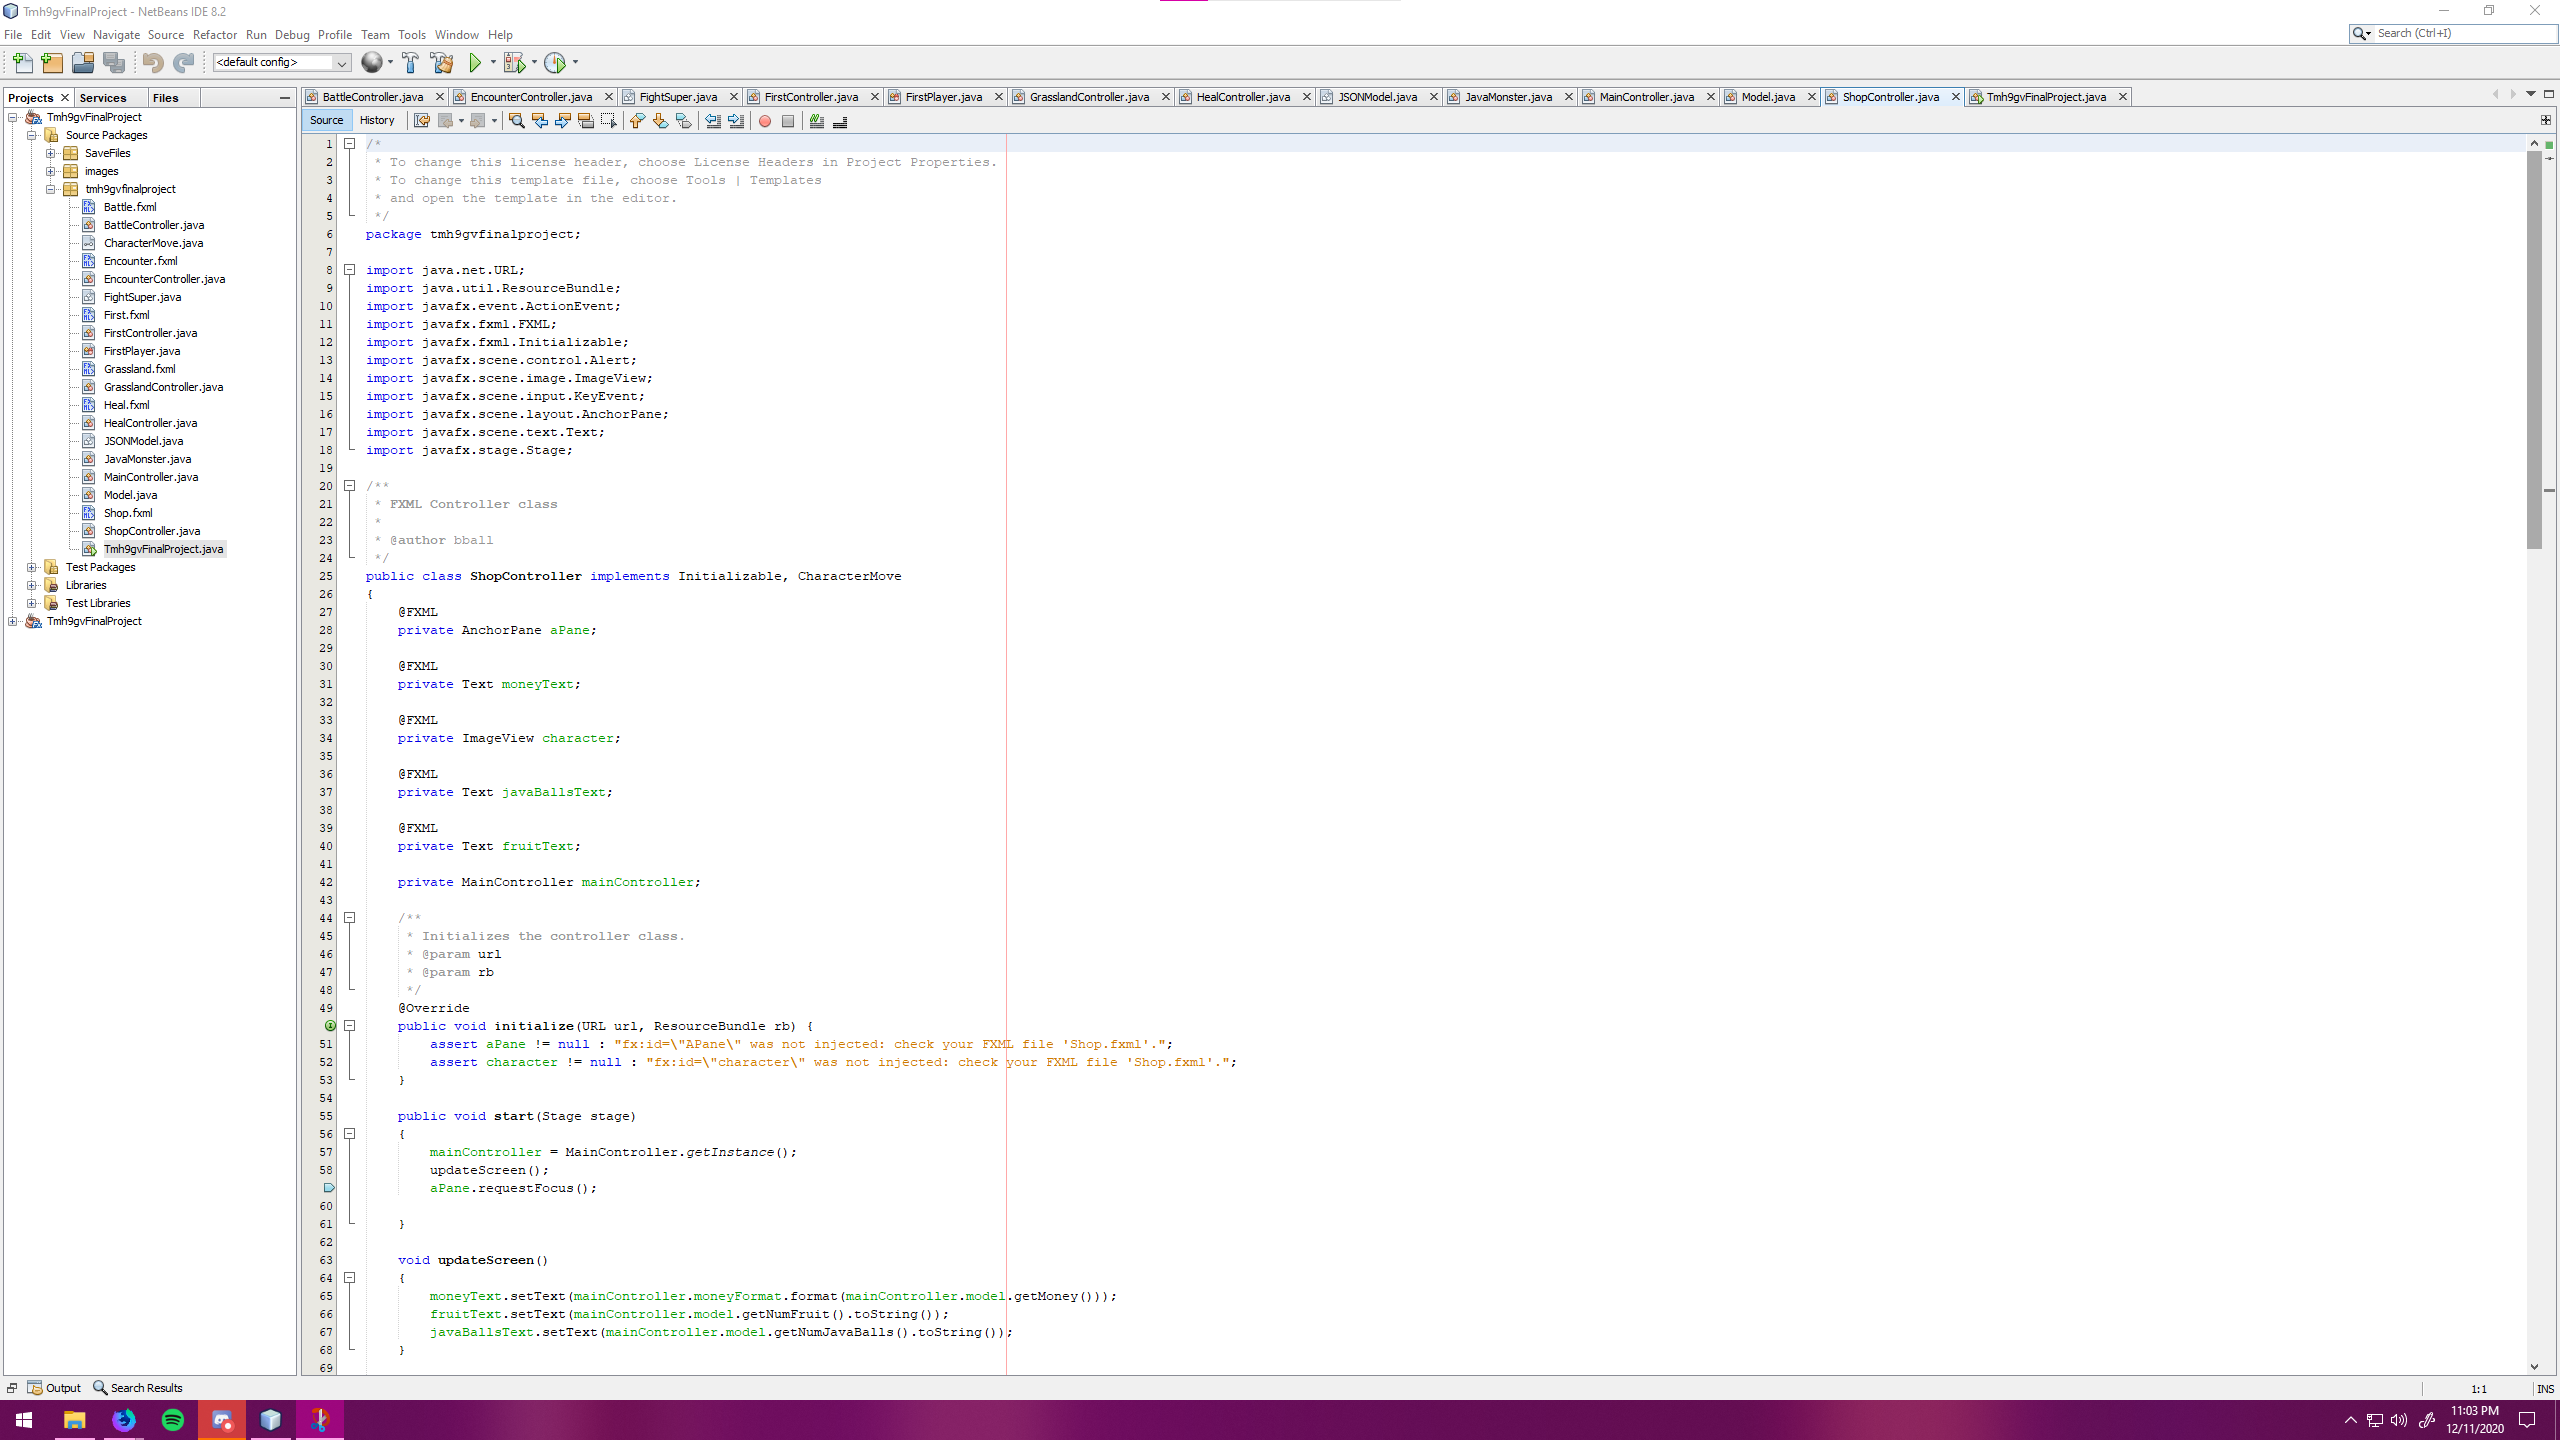 Tmh9gvFinalProject - NetBeans IDE 8.2
File Edit View Navigate Source Refactor Run Debug Profile Team Tools Window Help
Search (Ctrl+I)
<default config>
Projects Services Files
BattleController.java EncounterController.java FightSuper.java FirstController.java FirstPlayer.java GrasslandController.java HealController.java JSONModel.java JavaMonster.java MainController.java Model.java ShopController.java Tmh9gvFinalProject.java
Source History
Tmh9gvFinalProject
Source Packages
SaveFiles
images
tmh9gvfinalproject
Battle.fxml
BattleController.java
CharacterMove.java
Encounter.fxml
EncounterController.java
FightSuper.java
First.fxml
FirstController.java
FirstPlayer.java
Grassland.fxml
GrasslandController.java
Heal.fxml
HealController.java
JSONModel.java
JavaMonster.java
MainController.java
Model.java
Shop.fxml
ShopController.java
Tmh9gvFinalProject.java
Test Packages
Libraries
Test Libraries
Tmh9gvFinalProject
1 /*
2 * To change this license header, choose License Headers in Project Properties.
3 * To change this template file, choose Tools | Templates
4 * and open the template in the editor.
5 */
6 package tmh9gvfinalproject;
7
8 import java.net.URL;
9 import java.util.ResourceBundle;
10 import javafx.event.ActionEvent;
11 import javafx.fxml.FXML;
12 import javafx.fxml.Initializable;
13 import javafx.scene.control.Alert;
14 import javafx.scene.image.ImageView;
15 import javafx.scene.input.KeyEvent;
16 import javafx.scene.layout.AnchorPane;
17 import javafx.scene.text.Text;
18 import javafx.stage.Stage;
19
20 /**
21 * FXML Controller class
22 *
23 * @author bball
24 */
25 public class ShopController implements Initializable, CharacterMove
26 {
27 @FXML
28 private AnchorPane aPane;
29
30 @FXML
31 private Text moneyText;
32
33 @FXML
34 private ImageView character;
35
36 @FXML
37 private Text javaBallsText;
38
39 @FXML
40 private Text fruitText;
41
42 private MainController mainController;
43
44 /**
45 * Initializes the controller class.
46 * @param url
47 * @param rb
48 */
49 @Override
public void initialize(URL url, ResourceBundle rb) {
51 assert aPane != null : "fx:id=\"APane\" was not injected: check your FXML file 'Shop.fxml'.";
52 assert character != null : "fx:id=\"character\" was not injected: check your FXML file 'Shop.fxml'.";
53 }
54
55 public void start(Stage stage)
56 {
57 mainController = MainController.getInstance();
58 updateScreen();
aPane.requestFocus();
60
61 }
62
63 void updateScreen()
64 {
65 moneyText.setText(mainController.moneyFormat.format(mainController.model.getMoney()));
66 fruitText.setText(mainController.model.getNumFruit().toString());
67 javaBallsText.setText(mainController.model.getNumJavaBalls().toString());
68 }
69
Output Search Results
1:1 INS
11:03 PM
12/11/2020